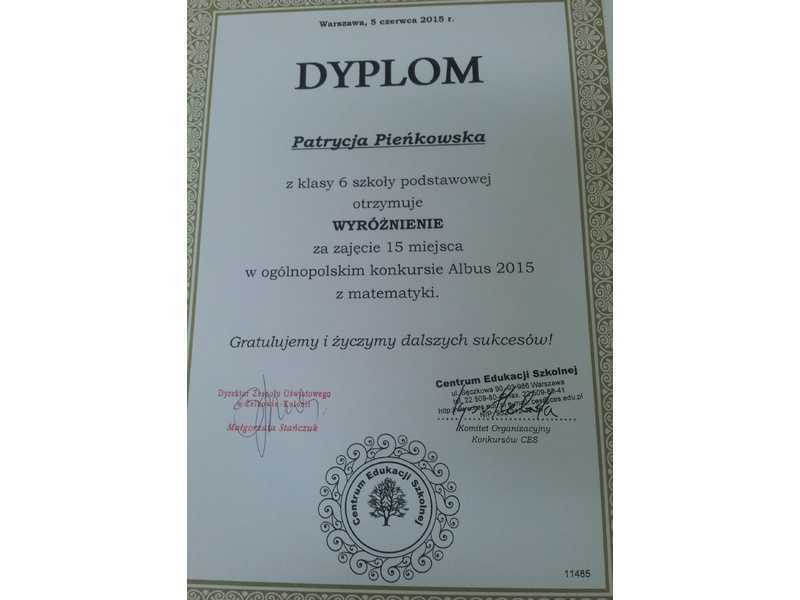 Warszawa, 5 czerwca 2015 r.
DYPLOM
Patrycja Pieńkowska
z klasy 6 szkoły podstawowej
otrzymuje
WYRÓŻNIENIE
za zajęcie 15 miejsca
w ogólnopolskim konkursie Albus 2015
z matematyki.
Gratulujemy i życzymy dalszych sukcesów!
Dyrektor Zespołu Oświatowego
Małgorzata Stańczuk
Centrum Edukacji Szkolnej
Warszawa
Komitet Organizacyjny
Konkursów CES
Centrum Edukacji Szkolnej
11485